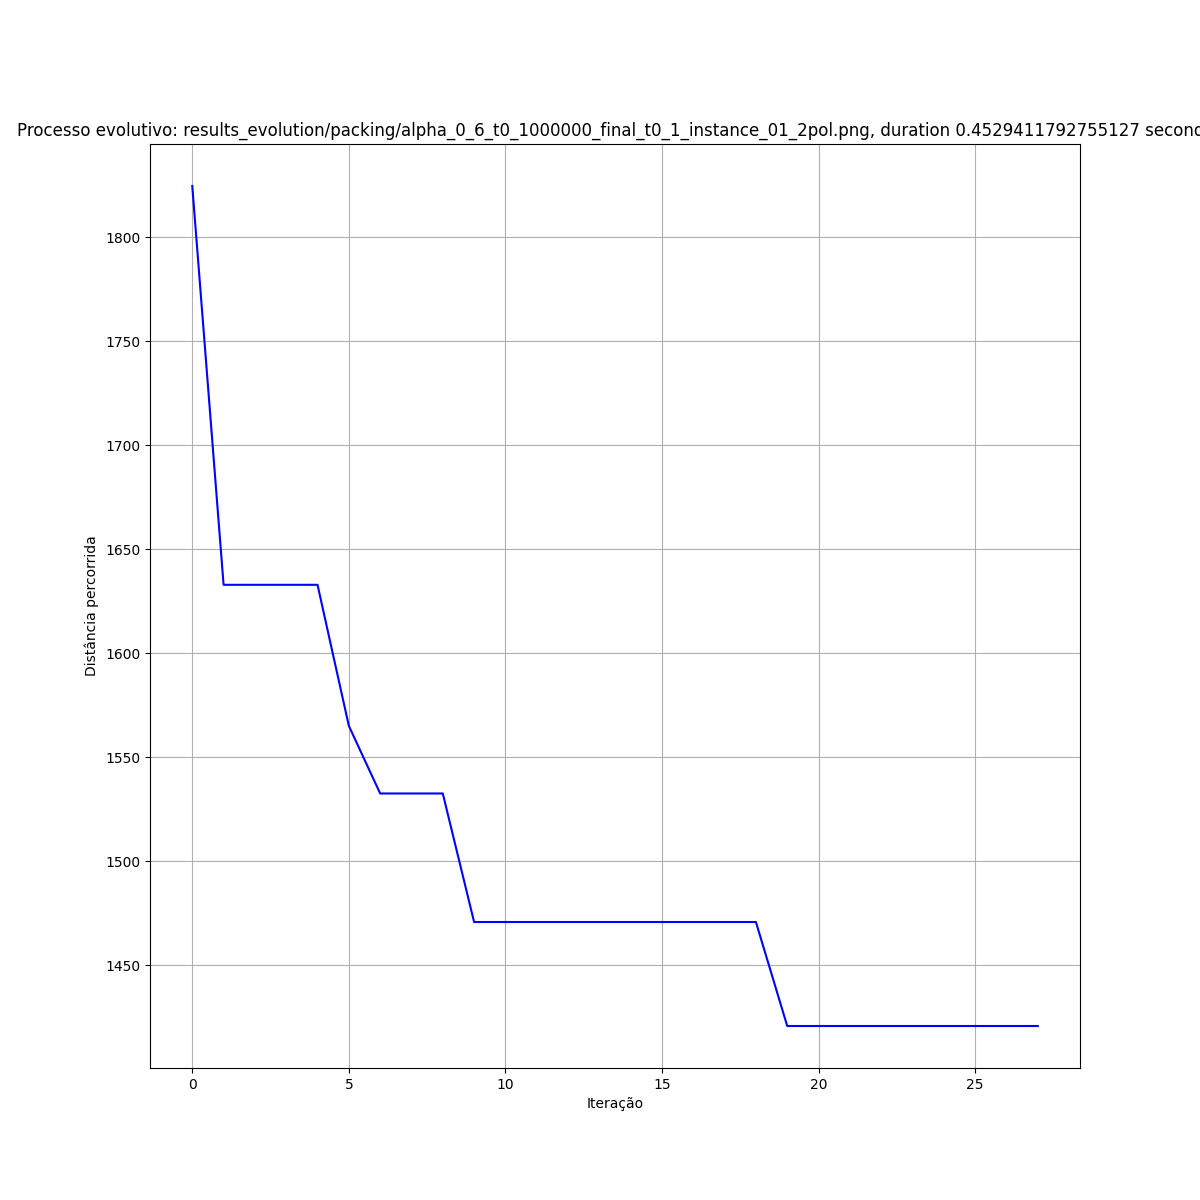 Processo evolutivo: results_evolution/packing/alpha_0_6_t0_1000000_final_t0_1_instance_01_2pol.png, duration 0.4529411792755127 second
1800
1750
1700
1650
1600
1550
1500
1450
Distância percorrida
0 5 10 15 20 25
Iteração